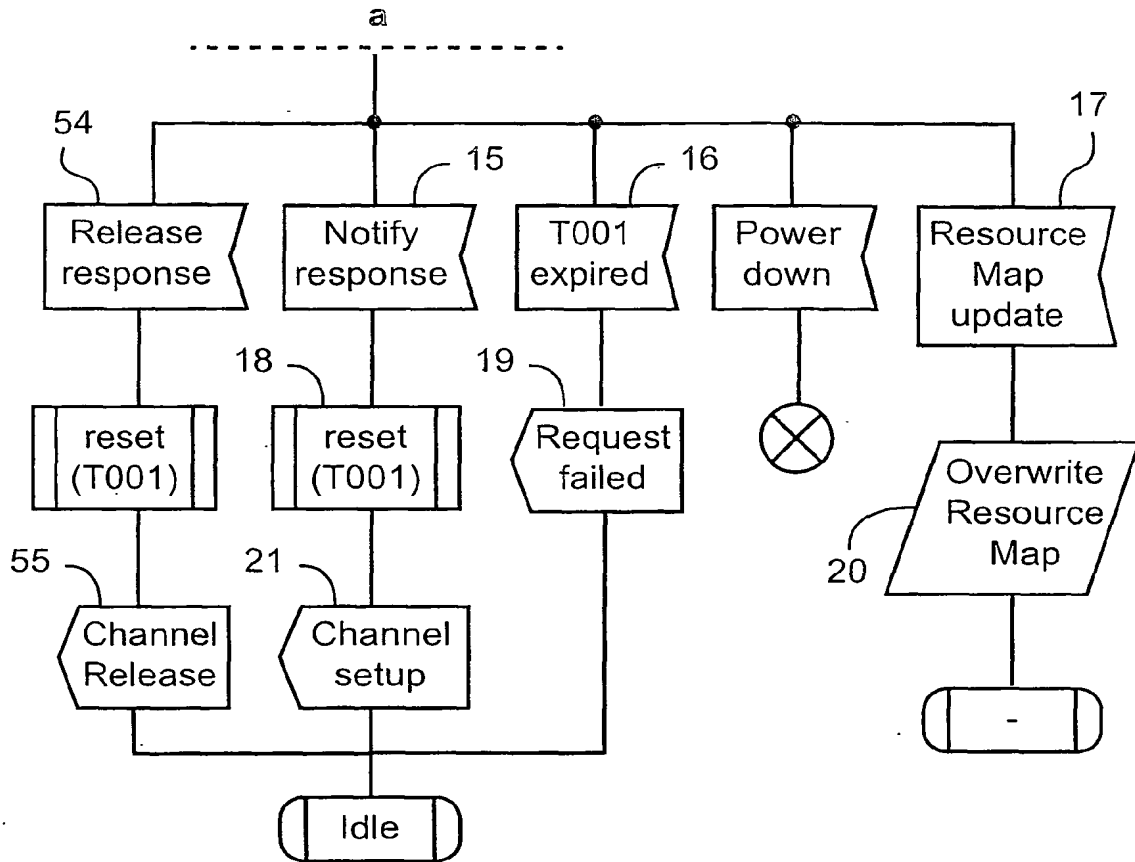 a
54
15
16
17
Release
response
Notify
response
T001
expired
Power
down
Resource
Map
update
18
19
reset
(T001)
reset
(T001)
Request
failed
Overwrite
Resource
Map
20
55
21
Channel
Release
Channel
setup
-
Idle